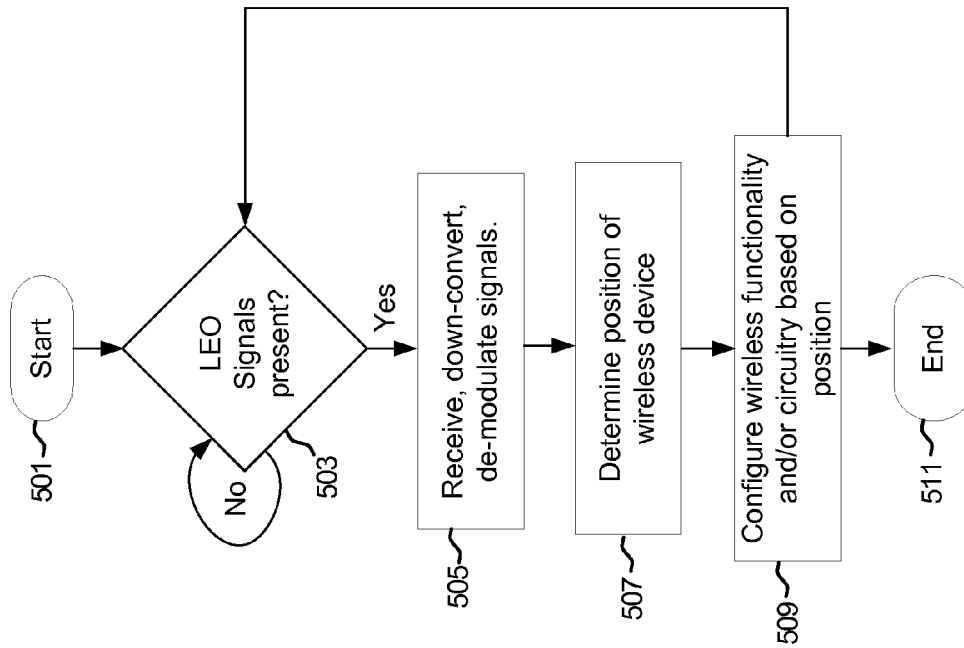 Start
501
LEO
Signals
present?
No
503
Yes
Receive, down-convert,
de-modulate signals.
505
Determine position of
wireless device
507
Configure wireless functionality
and/or circuitry based on
position
509
End
511